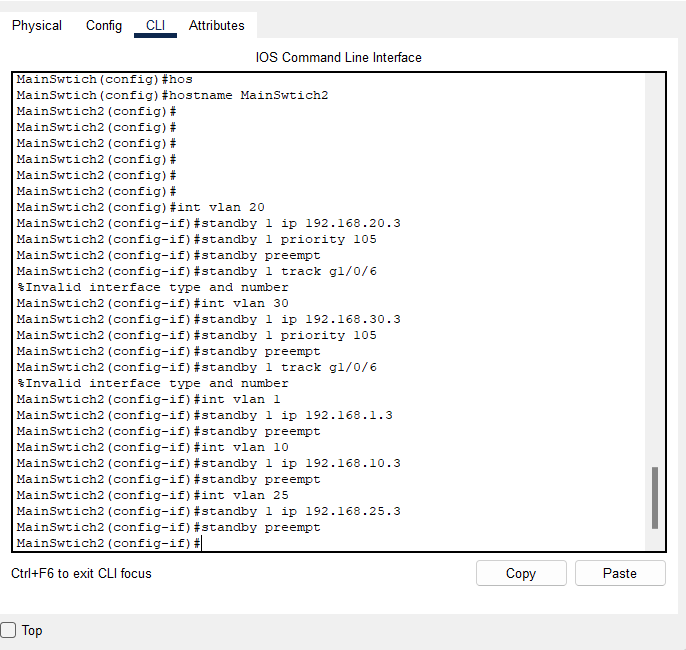 Physical Config CLI Attributes
IOS Command Line Interface
MainSwtich(config)#hos
MainSwtich(config)#hostname MainSwtich2
MainSwtich2(config)#
MainSwtich2(config)#
MainSwtich2(config)#
MainSwtich2(config)#
MainSwtich2(config)#
MainSwtich2(config)#
MainSwtich2(config)#int vlan 20
MainSwtich2(config-if)#standby 1 ip 192.168.20.3
MainSwtich2(config-if)#standby 1 priority 105
MainSwtich2(config-if)#standby preempt
MainSwtich2(config-if)#standby 1 track g1/0/6
%Invalid interface type and number
MainSwtich2(config-if)#int vlan 30
MainSwtich2(config-if)#standby 1 ip 192.168.30.3
MainSwtich2(config-if)#standby 1 priority 105
MainSwtich2(config-if)#standby preempt
MainSwtich2(config-if)#standby 1 track g1/0/6
%Invalid interface type and number
MainSwtich2(config-if)#int vlan 1
MainSwtich2(config-if)#standby 1 ip 192.168.1.3
MainSwtich2(config-if)#standby preempt
MainSwtich2(config-if)#int vlan 10
MainSwtich2(config-if)#standby 1 ip 192.168.10.3
MainSwtich2(config-if)#standby preempt
MainSwtich2(config-if)#int vlan 25
MainSwtich2(config-if)#standby 1 ip 192.168.25.3
MainSwtich2(config-if)#standby preempt
MainSwtich2(config-if)#
Ctrl+F6 to exit CLI focus Copy Paste
Top